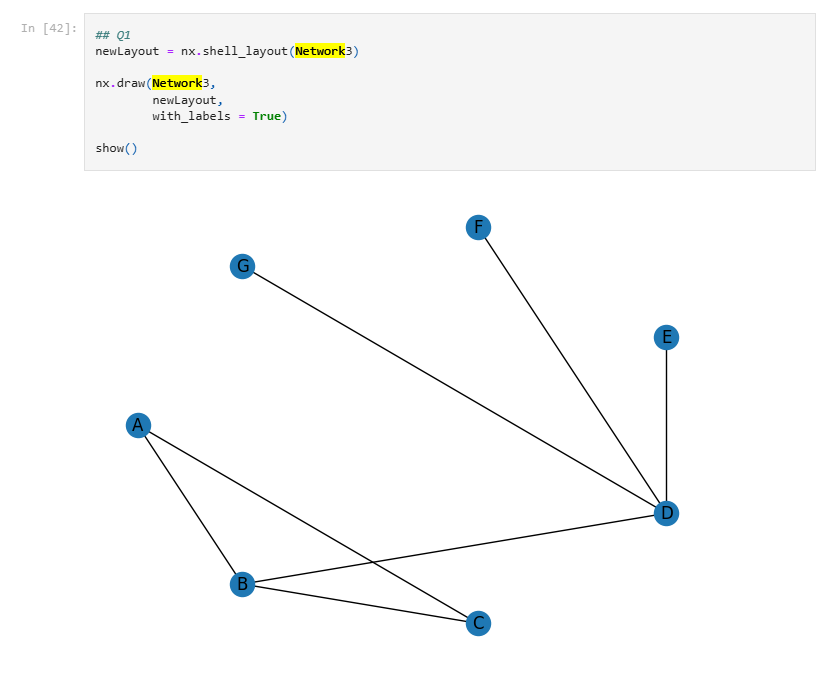 In [42]:
## Q1
newLayout = nx.shell_layout(Network3)
nx.draw(Network3,
newLayout,
with_labels = True)
show()
F
G
E
A
D
B
C